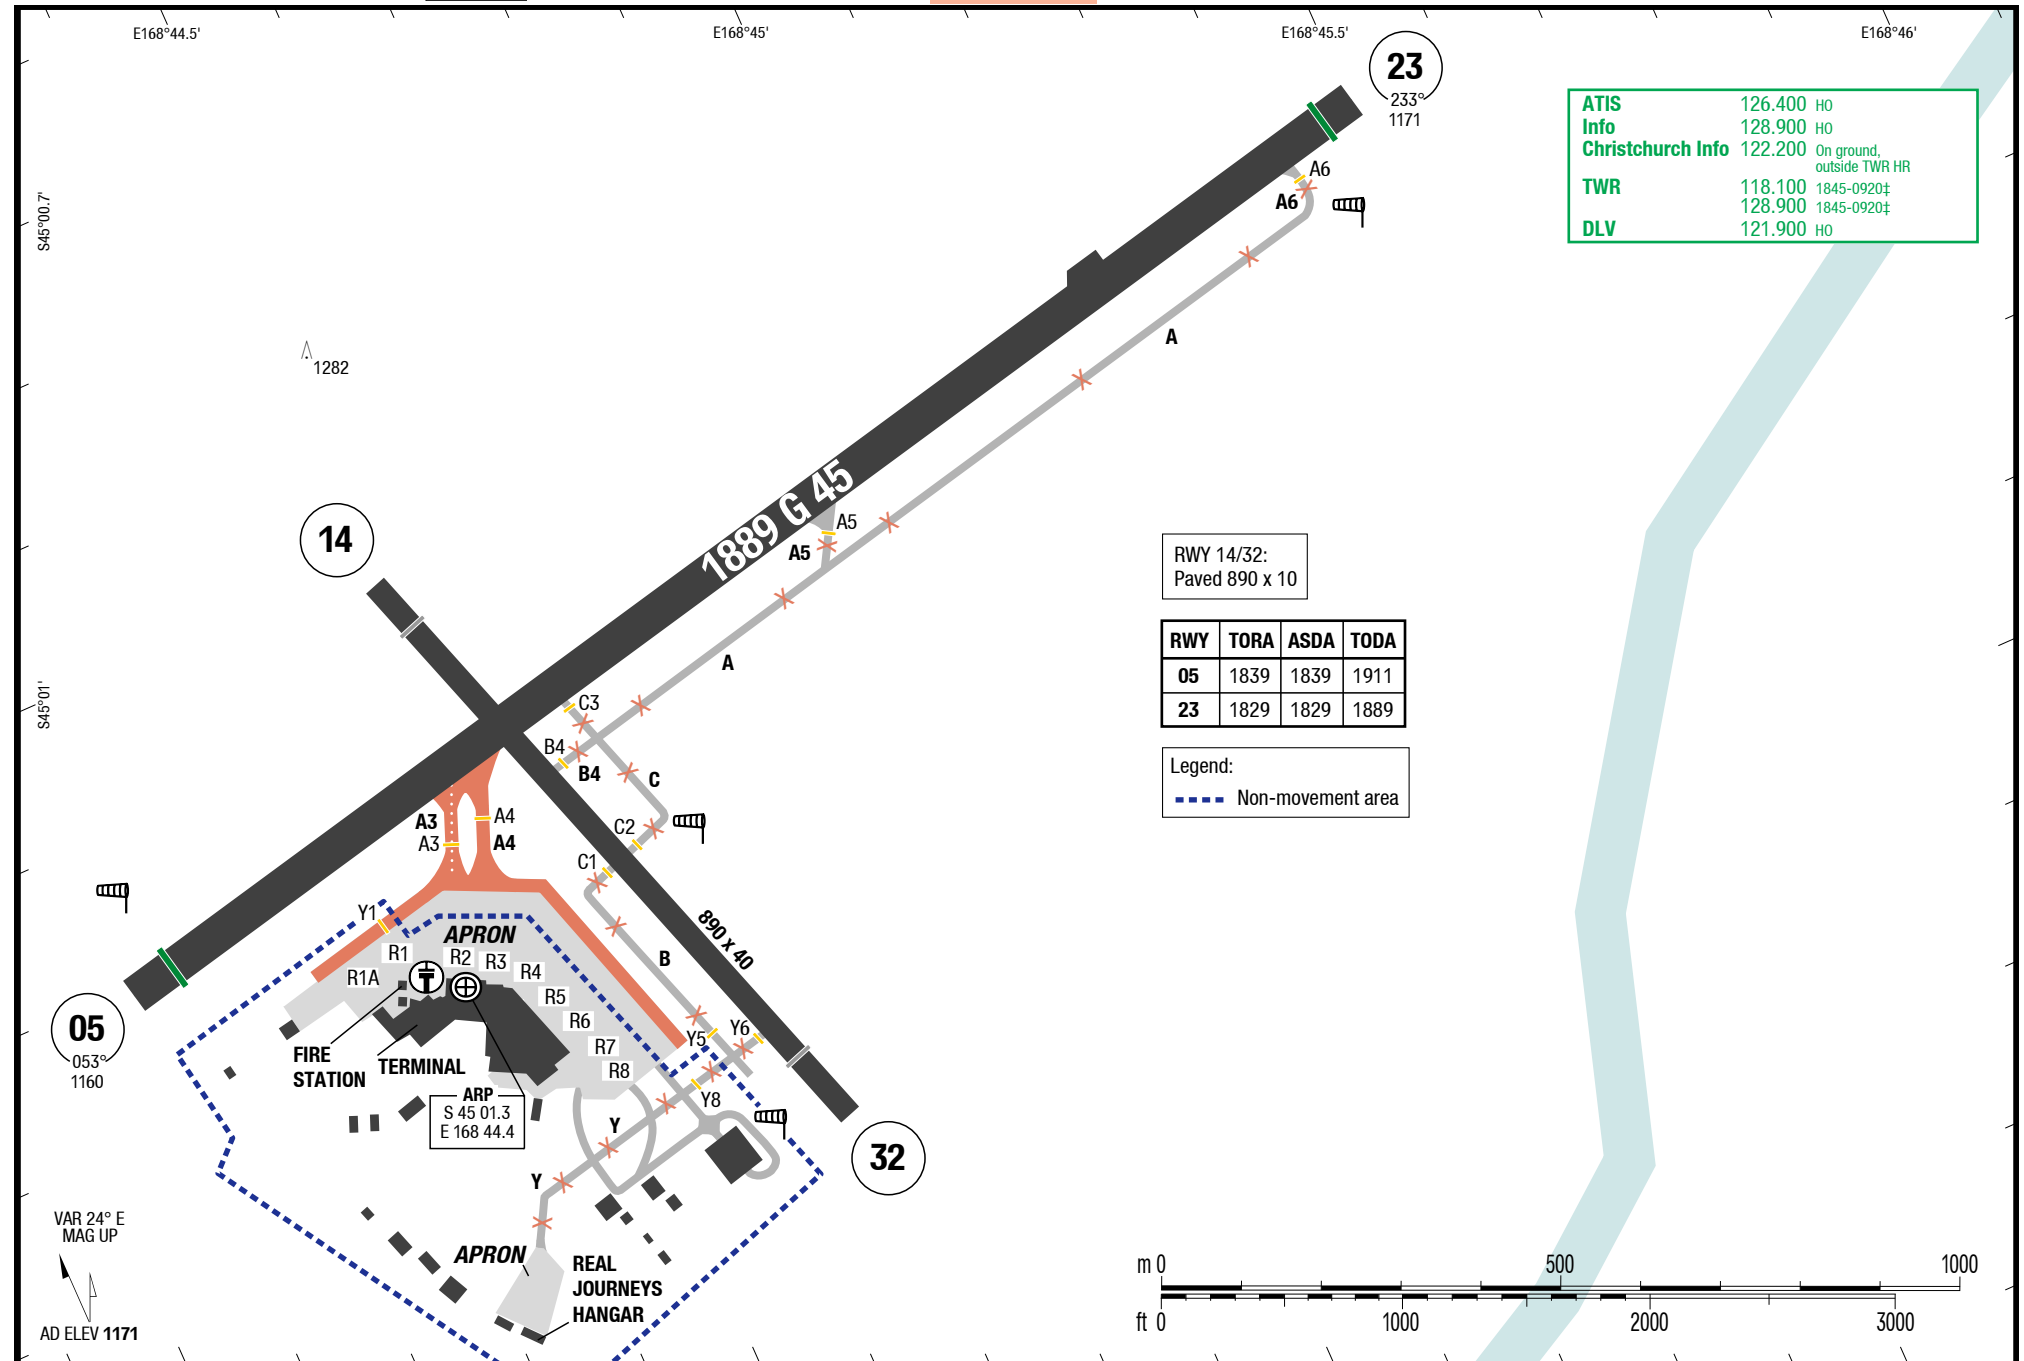 E168°44.5'
E168°45'
E168°45.5'
E168°46'
23
233°
1171
ATIS 126.400 HO
Info 128.900 HO
Christchurch Info 122.200 On ground,
outside TWR HR
TWR 118.100 1845-0920‡
128.900 1845-0920‡
DLV 121.900 HO
A6
A6
S45°00.7'
A
1282
1889 G 45
14
A5
A5
RWY 14/32:
Paved 890 x 10
RWY TORA ASDA TODA
05 1839 1839 1911
23 1829 1829 1889
A
S45°01'
C3
B4
B4
C
Legend:
Non-movement area
A3
A4
A3
A4
C2
C1
Y1
890 x 40
APRON
B
R1
R2
R3
R4
R1A
R5
R6
R7
R8
05
053°
1160
Y5
Y6
FIRE
STATION
TERMINAL
ARP
S 45 01.3
E 168 44.4
Y8
Y
32
Y
VAR 24° E
MAG UP
APRON
REAL
JOURNEYS
HANGAR
AD ELEV 1171
m 0 500 1000
ft 0 1000 2000 3000